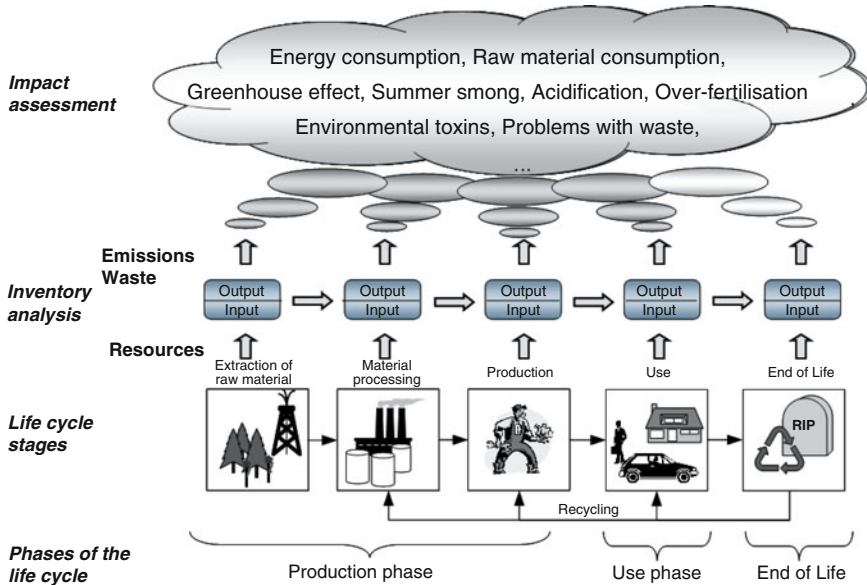 Impact
assessment
Energy consumption, Raw material consumption,
Greenhouse effect, Summer smong, Acidification, Over-fertilisation
Environmental toxins, Problems with waste,
...
Emissions
Waste
Inventory
analysis
Output
Input
Output
Input
Output
Input
Output
Input
Output
Input
Resources
Extraction of
raw material
Material
processing
Production
Use
End of Life
Life cycle
stages
RIP
Recycling
Phases of the
life cycle
Production phase
Use phase
End of Life